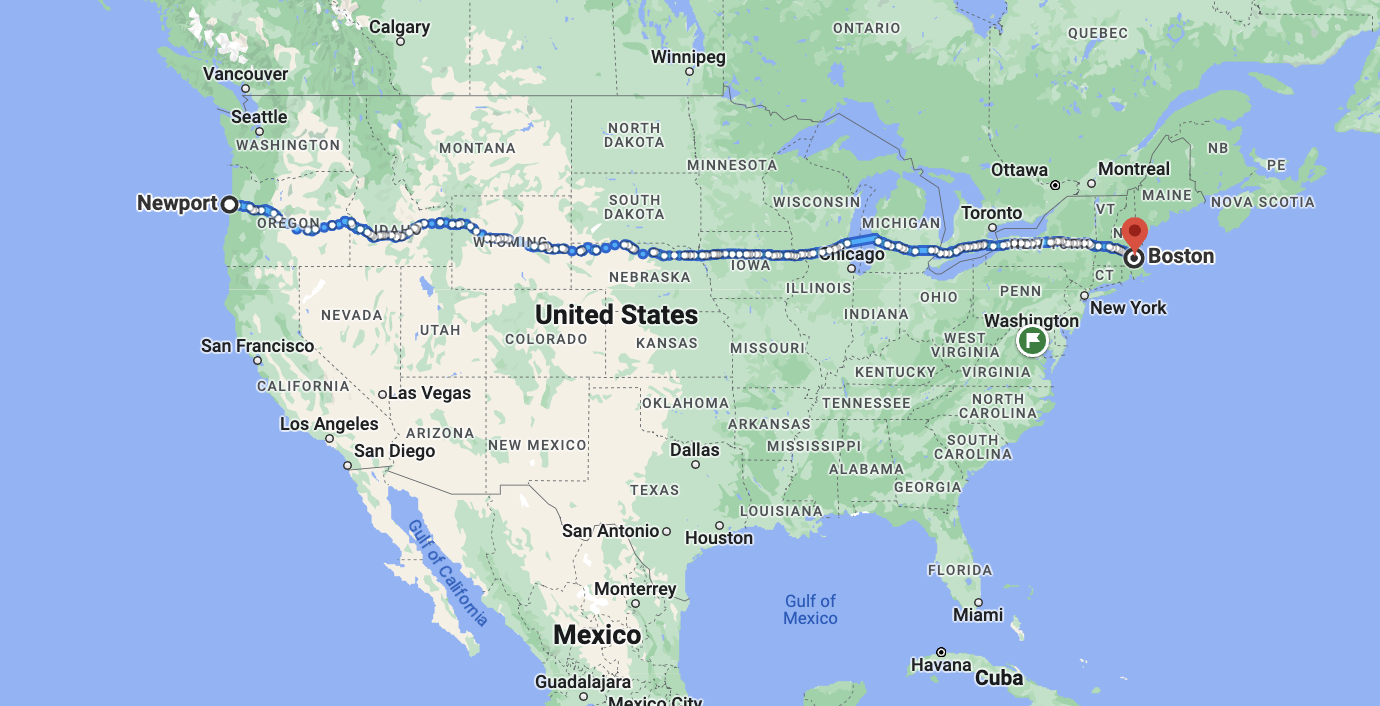 Calgary
ONTARIO
QUEBEC
Winnipeg
Vancouver
Seattle
WASHINGTON
NORTH
DAKOTA
MONTANA
MINNESOTA
NB
PE
Ottawa
Montreal
MAINE
NOVA SCOTIA
Newport
SOUTH
DAKOTA
WISCONSIN
MICHIGAN
Toronto
VT
N
OREGON
IDAHO
WYOMING
Chicago
Boston
IOWA
NEBRASKA
CT
ILLINOIS
OHIO
PENN
New York
United States
NEVADA
UTAH
COLORADO
KANSAS
MISSOURI
INDIANA
Washington
WEST
VIRGINIA
San Francisco
KENTUCKY
VIRGINIA
CALIFORNIA
Las Vegas
OKLAHOMA
TENNESSEE
NORTH
CAROLINA
Los Angeles
ARIZONA
NEW MEXICO
ARKANSAS
MISSISSIPPI
SOUTH
CAROLINA
San Diego
Dallas
ALABAMA
GEORGIA
TEXAS
LOUISIANA
San Antonio
Houston
Gulf of California
FLORIDA
Monterrey
Gulf of
Mexico
Miami
Mexico
Havana
Cuba
Guadalajara
Mexico City